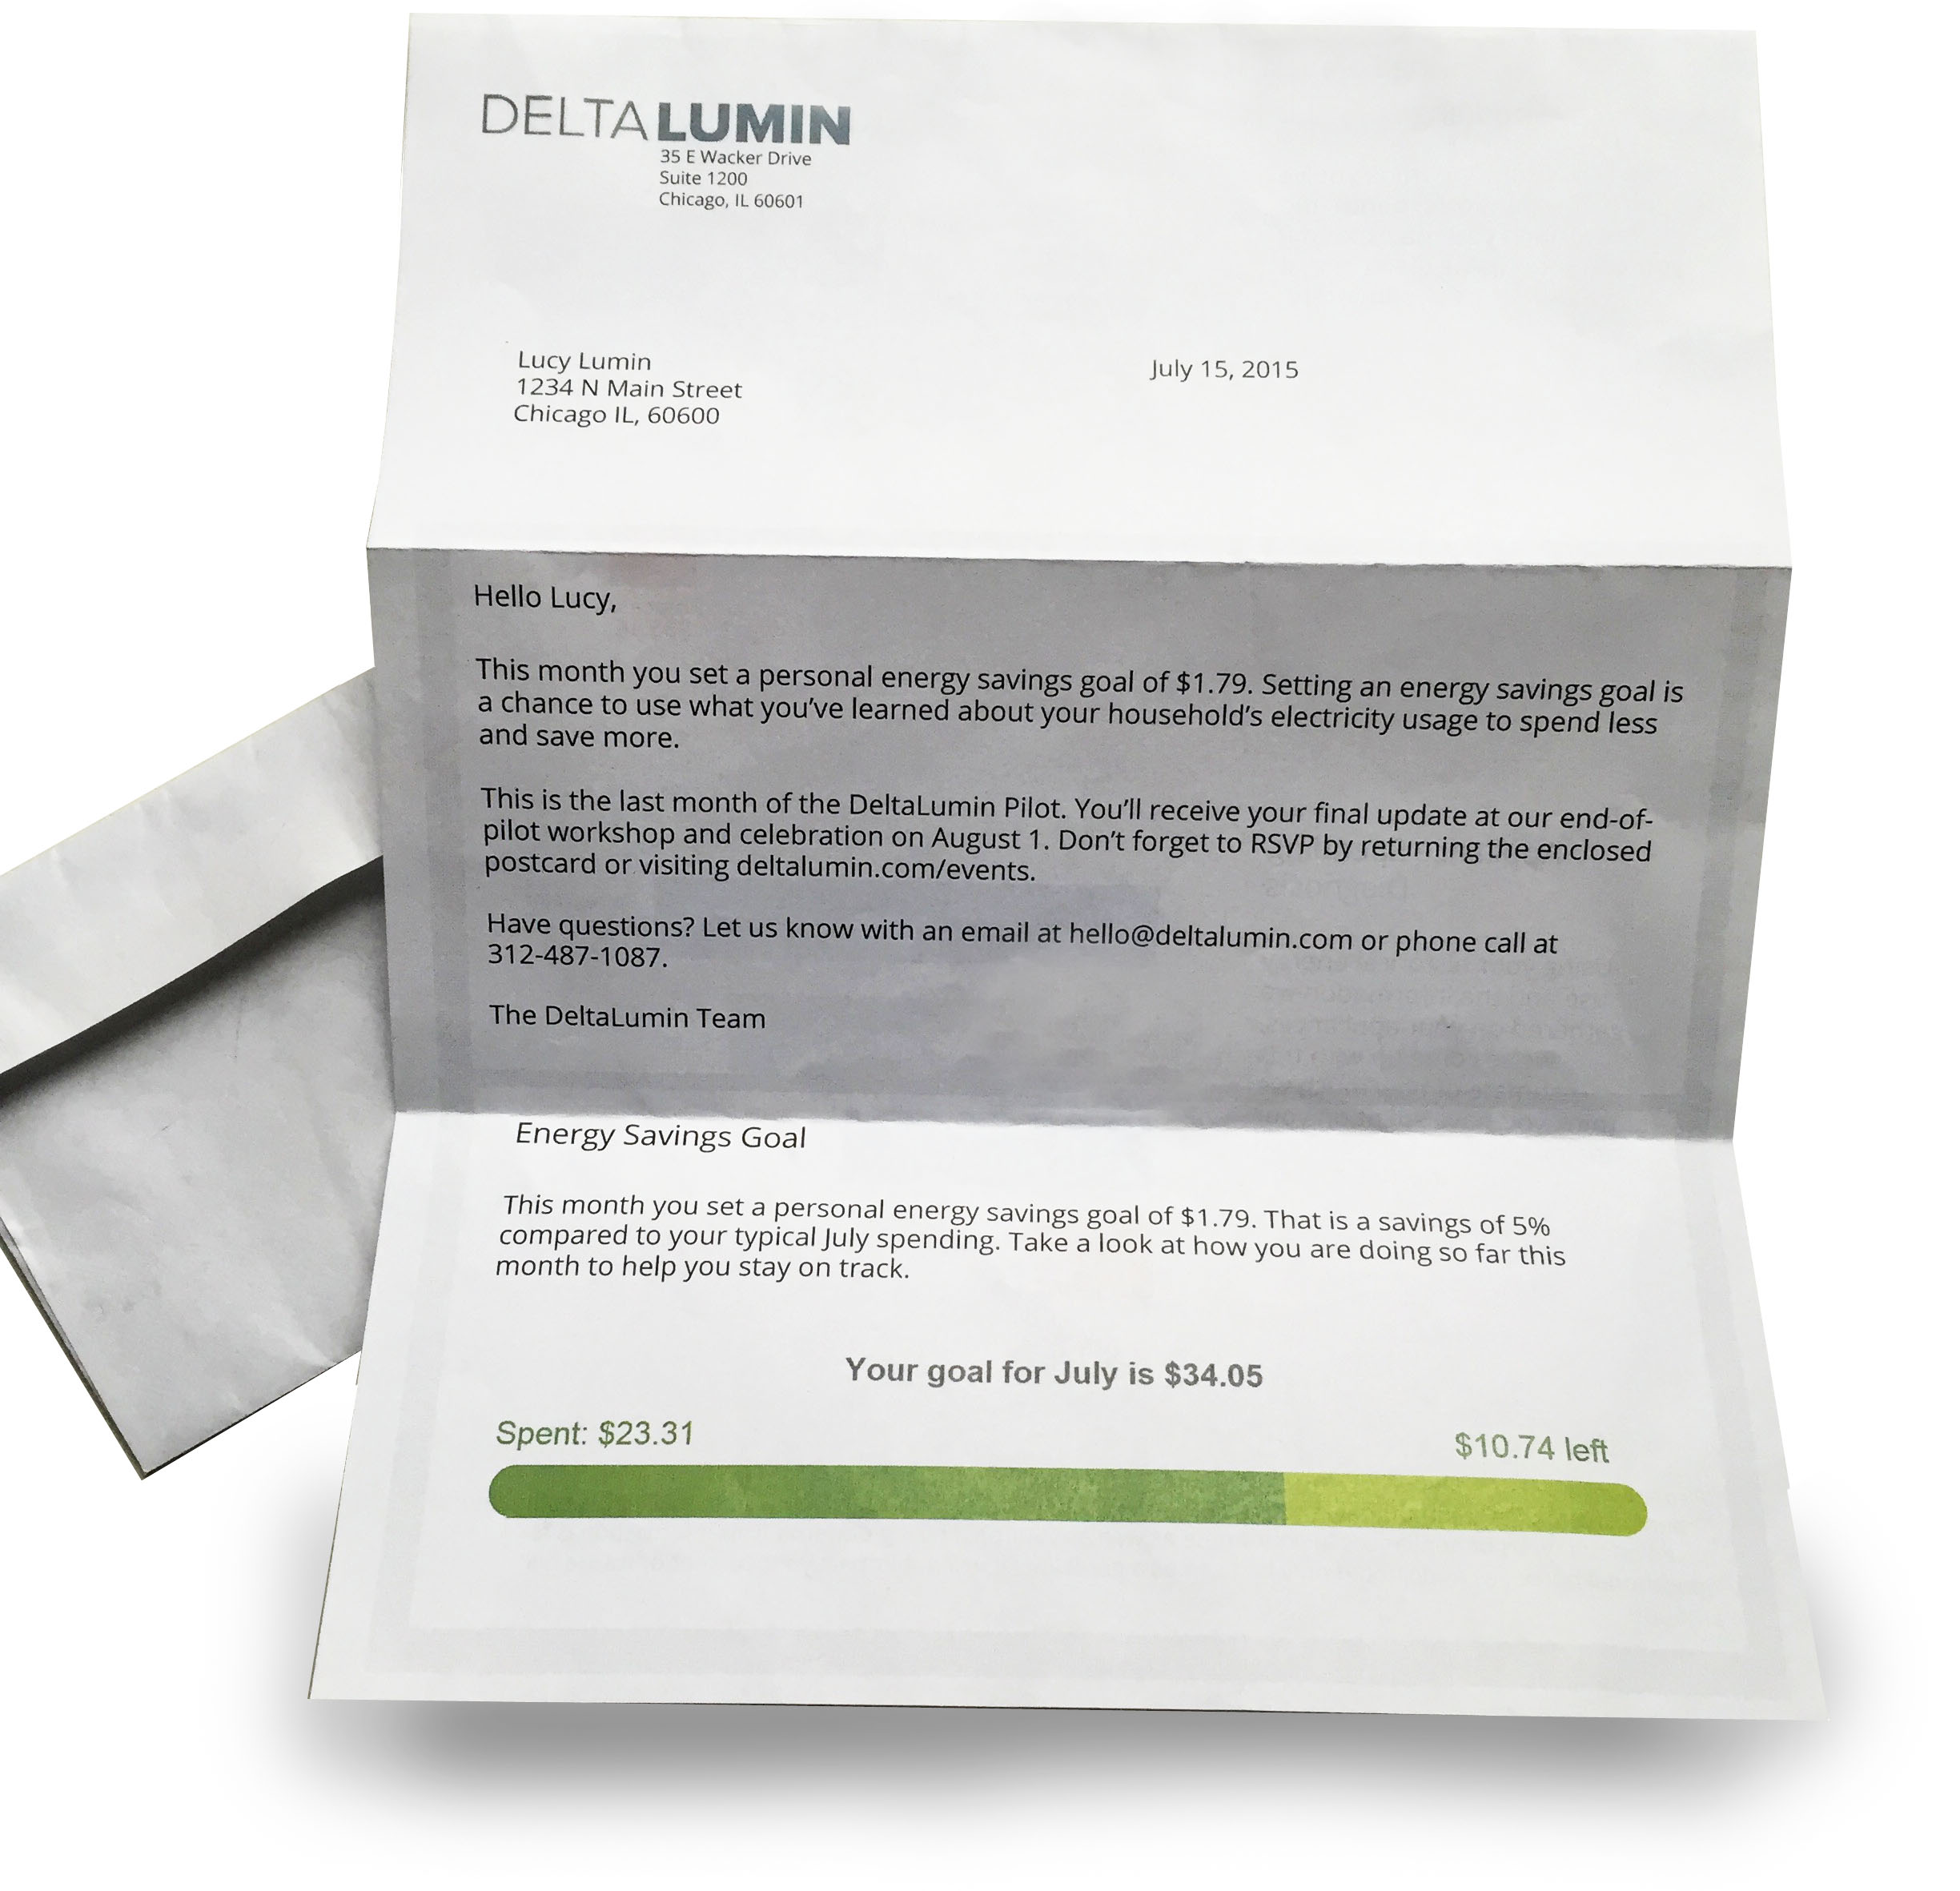 DELTALUMIN
35 E Wacker Drive
Suite 1200
Chicago, IL 60601
Lucy Lumin
1234 N Main Street
Chicago IL, 60600
July 15, 2015
Hello Lucy,
This month you set a personal energy savings goal of $1.79. Setting an energy savings goal is
a chance to use what you’ve learned about your household’s electricity usage to spend less
and save more.
This is the last month of the DeltaLumin Pilot. You’ll receive your final update at our end-of-
pilot workshop and celebration on August 1. Don’t forget to RSVP by returning the enclosed
postcard or visiting deltalumin.com/events.
Have questions? Let us know with an email at hello@deltalumin.com or phone call at
312-487-1087.
The DeltaLumin Team
Energy Savings Goal
This month you set a personal energy savings goal of $1.79. That is a savings of 5%
compared to your typical July spending. Take a look at how you are doing so far this
month to help you stay on track.
Your goal for July is $34.05
Spent: $23.31
$10.74 left